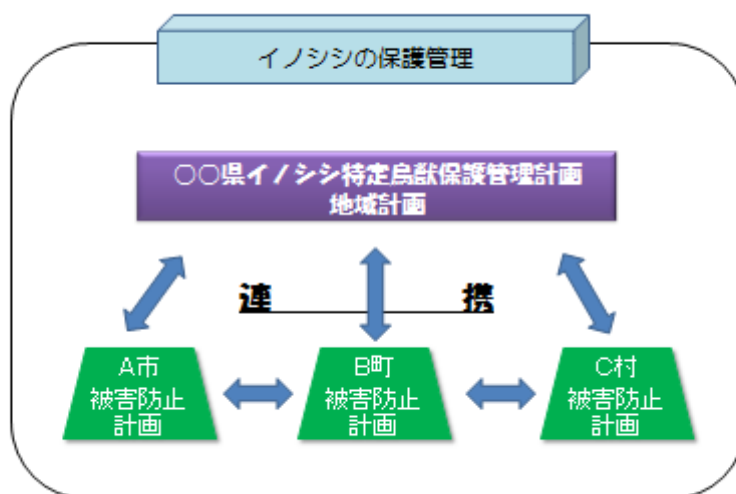 イノシシの保護管理
○○県イノシシ特定鳥獣保護管理計画
地域計画
連　携
A市
被害防止
計画
B町
被害防止
計画
C村
被害防止
計画